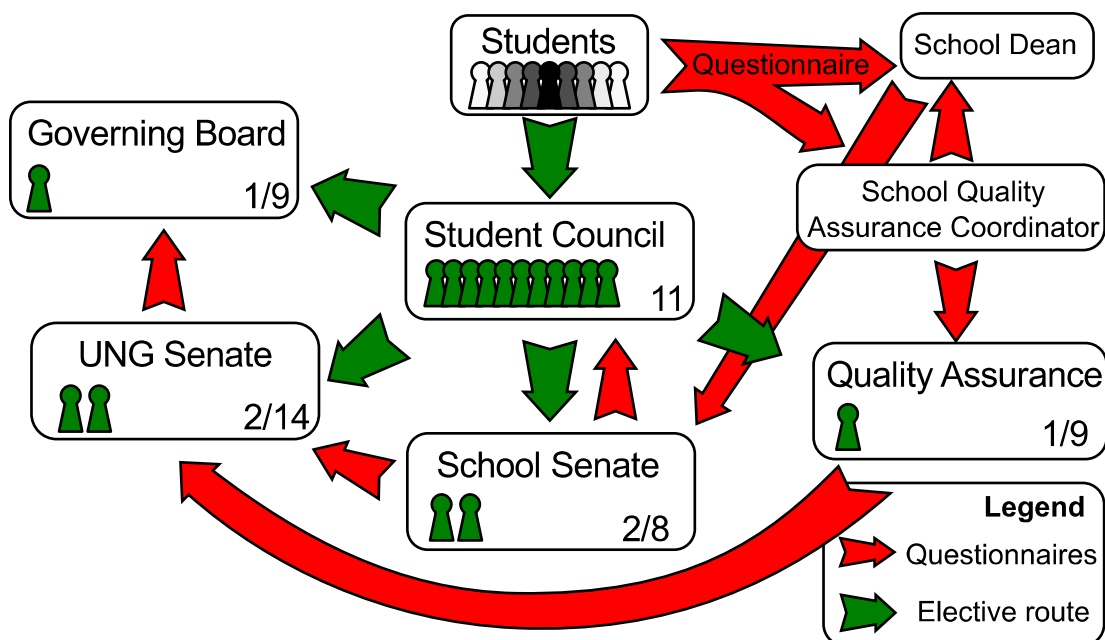 Students
Questionnaire
School Dean
Governing Board
1/9
School Quality
Assurance Coordinator
Student Council
11
UNG Senate
2/14
Quality Assurance
1/9
School Senate
2/8
Legend
Questionnaires
Elective route